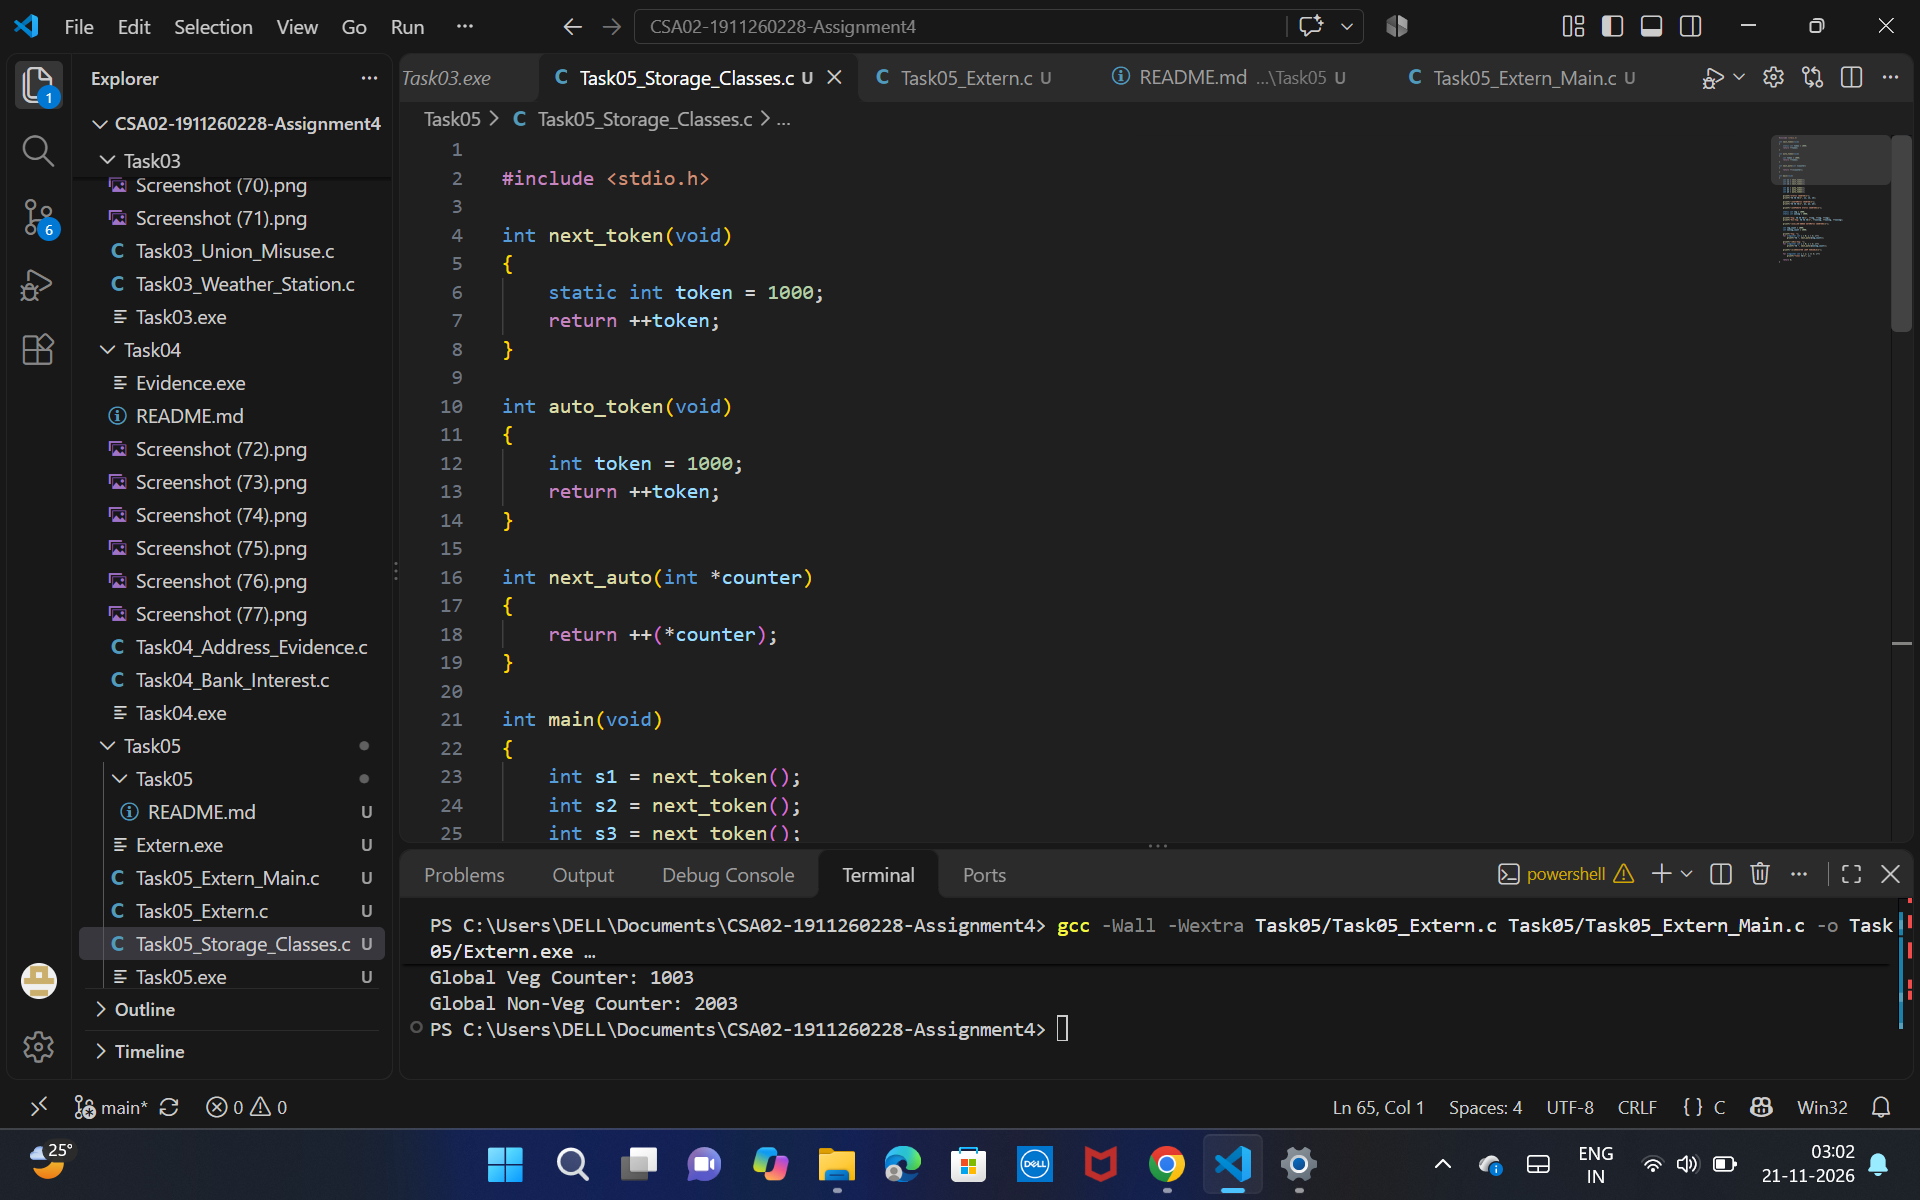 File Edit Selection View Go Run ... CSA02-1911260228-Assignment4
Explorer
CSA02-1911260228-Assignment4
Task03
Screenshot (70).png
Screenshot (71).png
Task03_Union_Misuse.c
Task03_Weather_Station.c
Task03.exe
Task04
Evidence.exe
README.md
Screenshot (72).png
Screenshot (73).png
Screenshot (74).png
Screenshot (75).png
Screenshot (76).png
Screenshot (77).png
Task04_Address_Evidence.c
Task04_Bank_Interest.c
Task04.exe
Task05
Task05
README.md U
Extern.exe U
Task05_Extern_Main.c U
Task05_Extern.c U
Task05_Storage_Classes.c U
Task05.exe U
Outline
Timeline
1
6
Task03.exe C Task05_Storage_Classes.c U C Task05_Extern.c U README.md ...\Task05 U C Task05_Extern_Main.c U
Task05 > C Task05_Storage_Classes.c > ...
1
2 #include <stdio.h>
3
4 int next_token(void)
5 {
6 static int token = 1000;
7 return ++token;
8 }
9
10 int auto_token(void)
11 {
12 int token = 1000;
13 return ++token;
14 }
15
16 int next_auto(int *counter)
17 {
18 return ++(*counter);
19 }
20
21 int main(void)
22 {
23 int s1 = next_token();
24 int s2 = next_token();
25 int s3 = next_token();
Problems Output Debug Console Terminal Ports powershell
PS C:\Users\DELL\Documents\CSA02-1911260228-Assignment4> gcc -Wall -Wextra Task05/Task05_Extern.c Task05/Task05_Extern_Main.c -o Task
05/Extern.exe …
Global Veg Counter: 1003
Global Non-Veg Counter: 2003
PS C:\Users\DELL\Documents\CSA02-1911260228-Assignment4>
main* 0 0 Ln 65, Col 1 Spaces: 4 UTF-8 CRLF {} C Win32
25° DELL ENG IN 03:02
21-11-2026